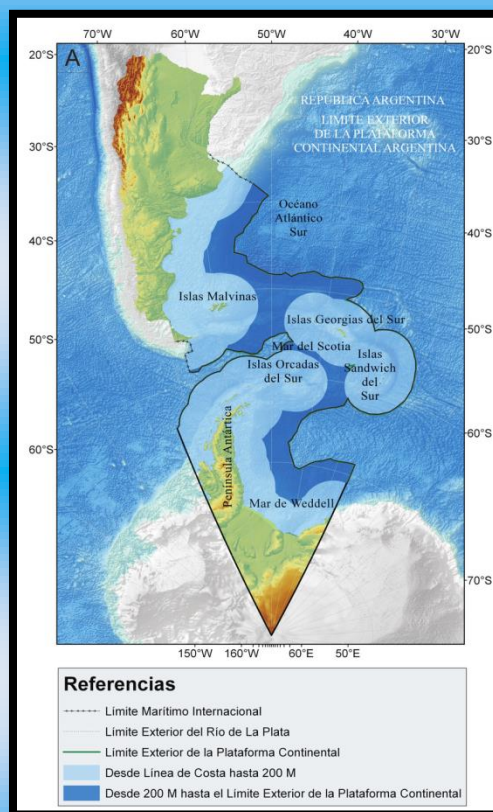 70°W 60°W 50°W 40°W 30°W
A
20°S 20°S
REPUBLICA ARGENTINA
LIMITE EXTERIOR
DE LA PLATAFORMA
CONTINENTAL ARGENTINA
30°S 30°S
Océano
Atlántico
Sur
40°S 40°S
Islas Malvinas
Islas Georgias del Sur
50°S 50°S
Mar del Scotia
Islas Orcadas
del Sur
Islas
Sandwich
del
Sur
60°S 60°S
Península Antártica
Mar de Weddell
70°S 70°S
150°W 160°W 60°E 50°E
Referencias
Límite Marítimo Internacional
Límite Exterior del Río de La Plata
Límite Exterior de la Plataforma Continental
Desde Línea de Costa hasta 200 M
Desde 200 M hasta el Límite Exterior de la Plataforma Continental